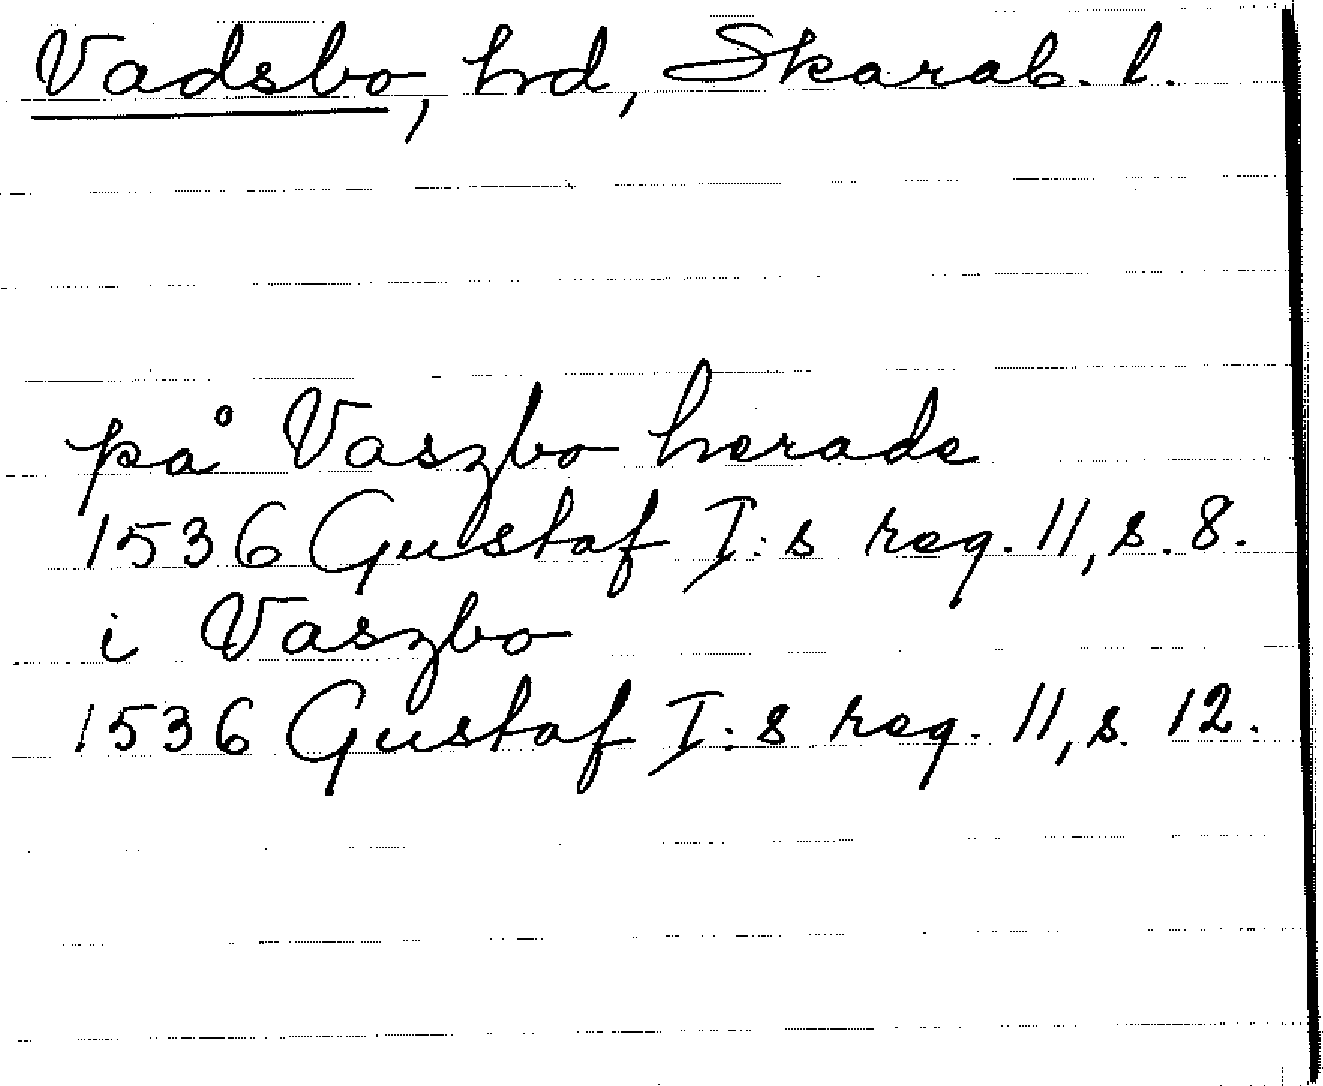 Vadsbo, hd, Skarab. l.
på Vaszbo herade
1536 Gustaf I:s reg. 11, s. 8.
i Vaszbo
1536 Gustaf I:s reg. 11, s. 12.